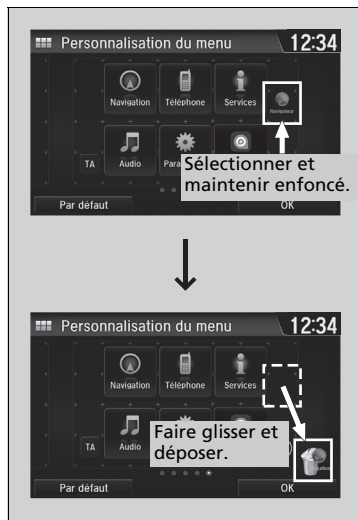 Personnalisation du menu 12:34
Navigation Téléphone Services Navigateur
TA Audio Para
Sélectionner et
maintenir enfoncé.
Par défaut OK
Personnalisation du menu 12:34
Navigation Téléphone Services
TA Audio
Faire glisser et
déposer.
Par défaut OK